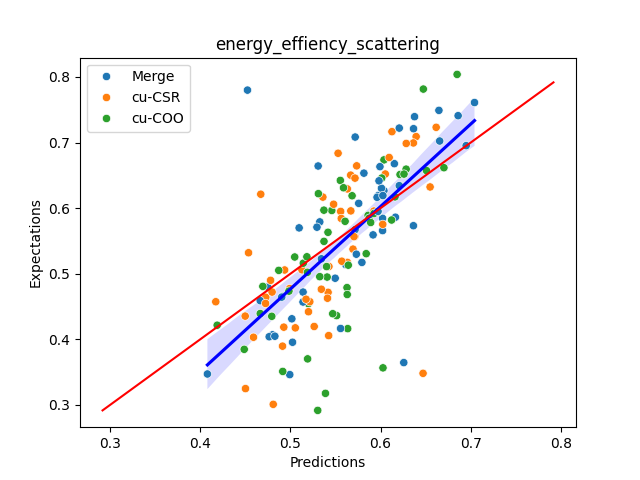 energy_effiency_scattering
Merge
cu-CSR
cu-COO
Expectations
0.8
0.7
0.6
0.5
0.4
0.3
0.3 0.4 0.5 0.6 0.7 0.8
Predictions